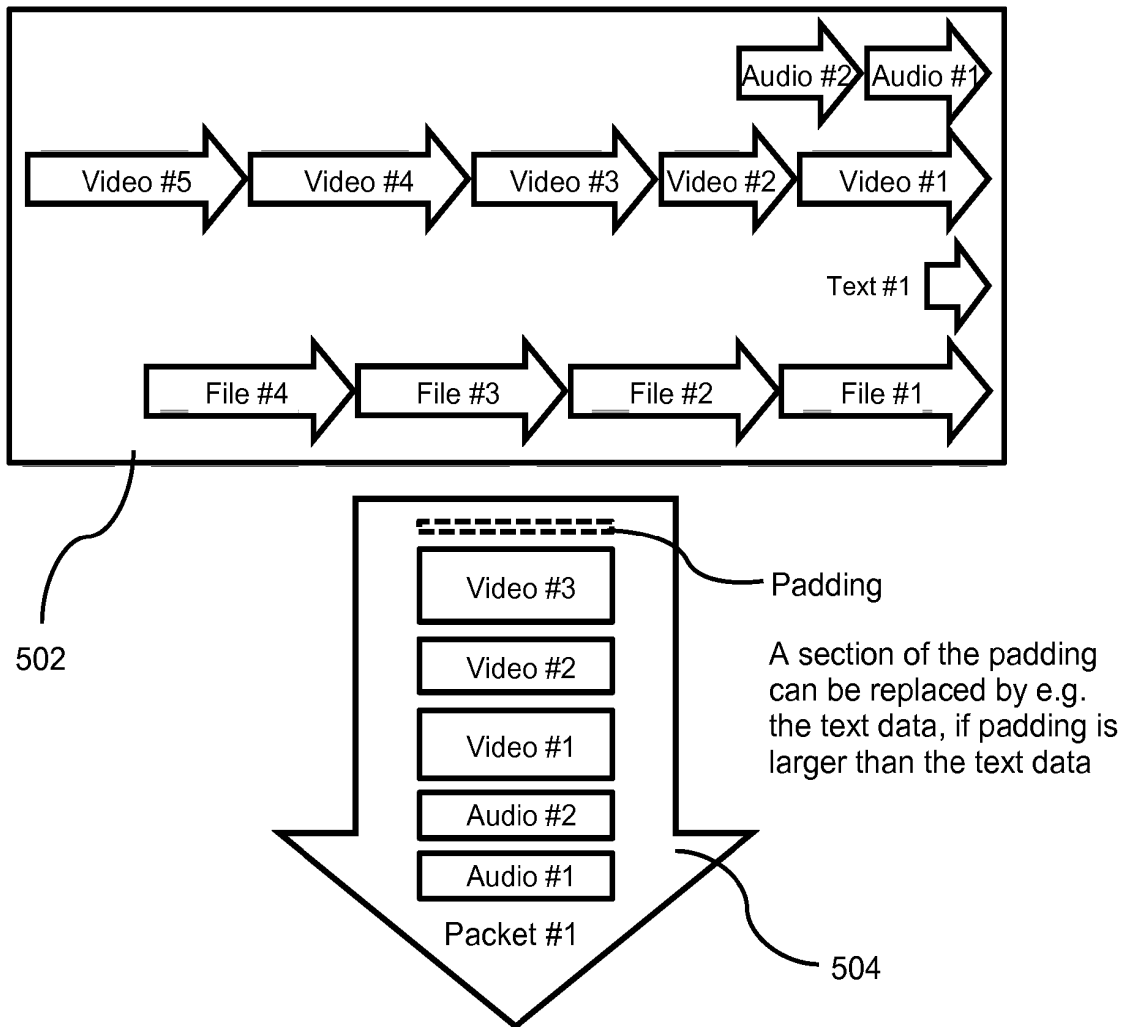 Audio #2 Audio #1
Video #5 Video #4 Video #3 Video #2 Video #1
Text #1
File #4 File #3 File #2 File #1
502
Padding
Video #3
Video #2
Video #1
Audio #2
Audio #1
Packet #1
A section of the padding
can be replaced by e.g.
the text data, if padding is
larger than the text data
504